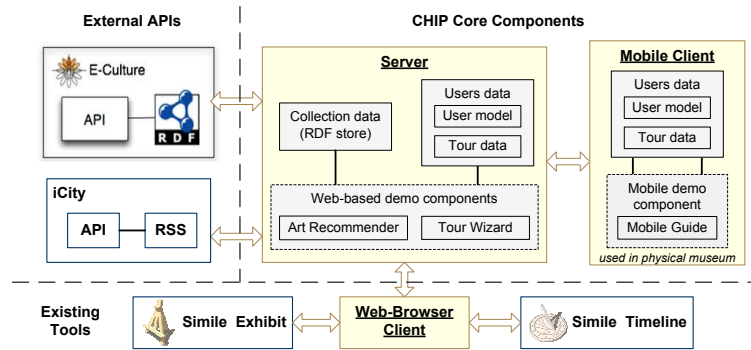 External APIs
CHIP Core Components
E-Culture
API
RDF
iCity
API
RSS
Server
Collection data
(RDF store)
Users data
User model
Tour data
Web-based demo components
Art Recommender
Tour Wizard
Mobile Client
Users data
User model
Tour data
Mobile demo
component
Mobile Guide
used in physical museum
Existing
Tools
Simile Exhibit
Web-Browser
Client
Simile Timeline